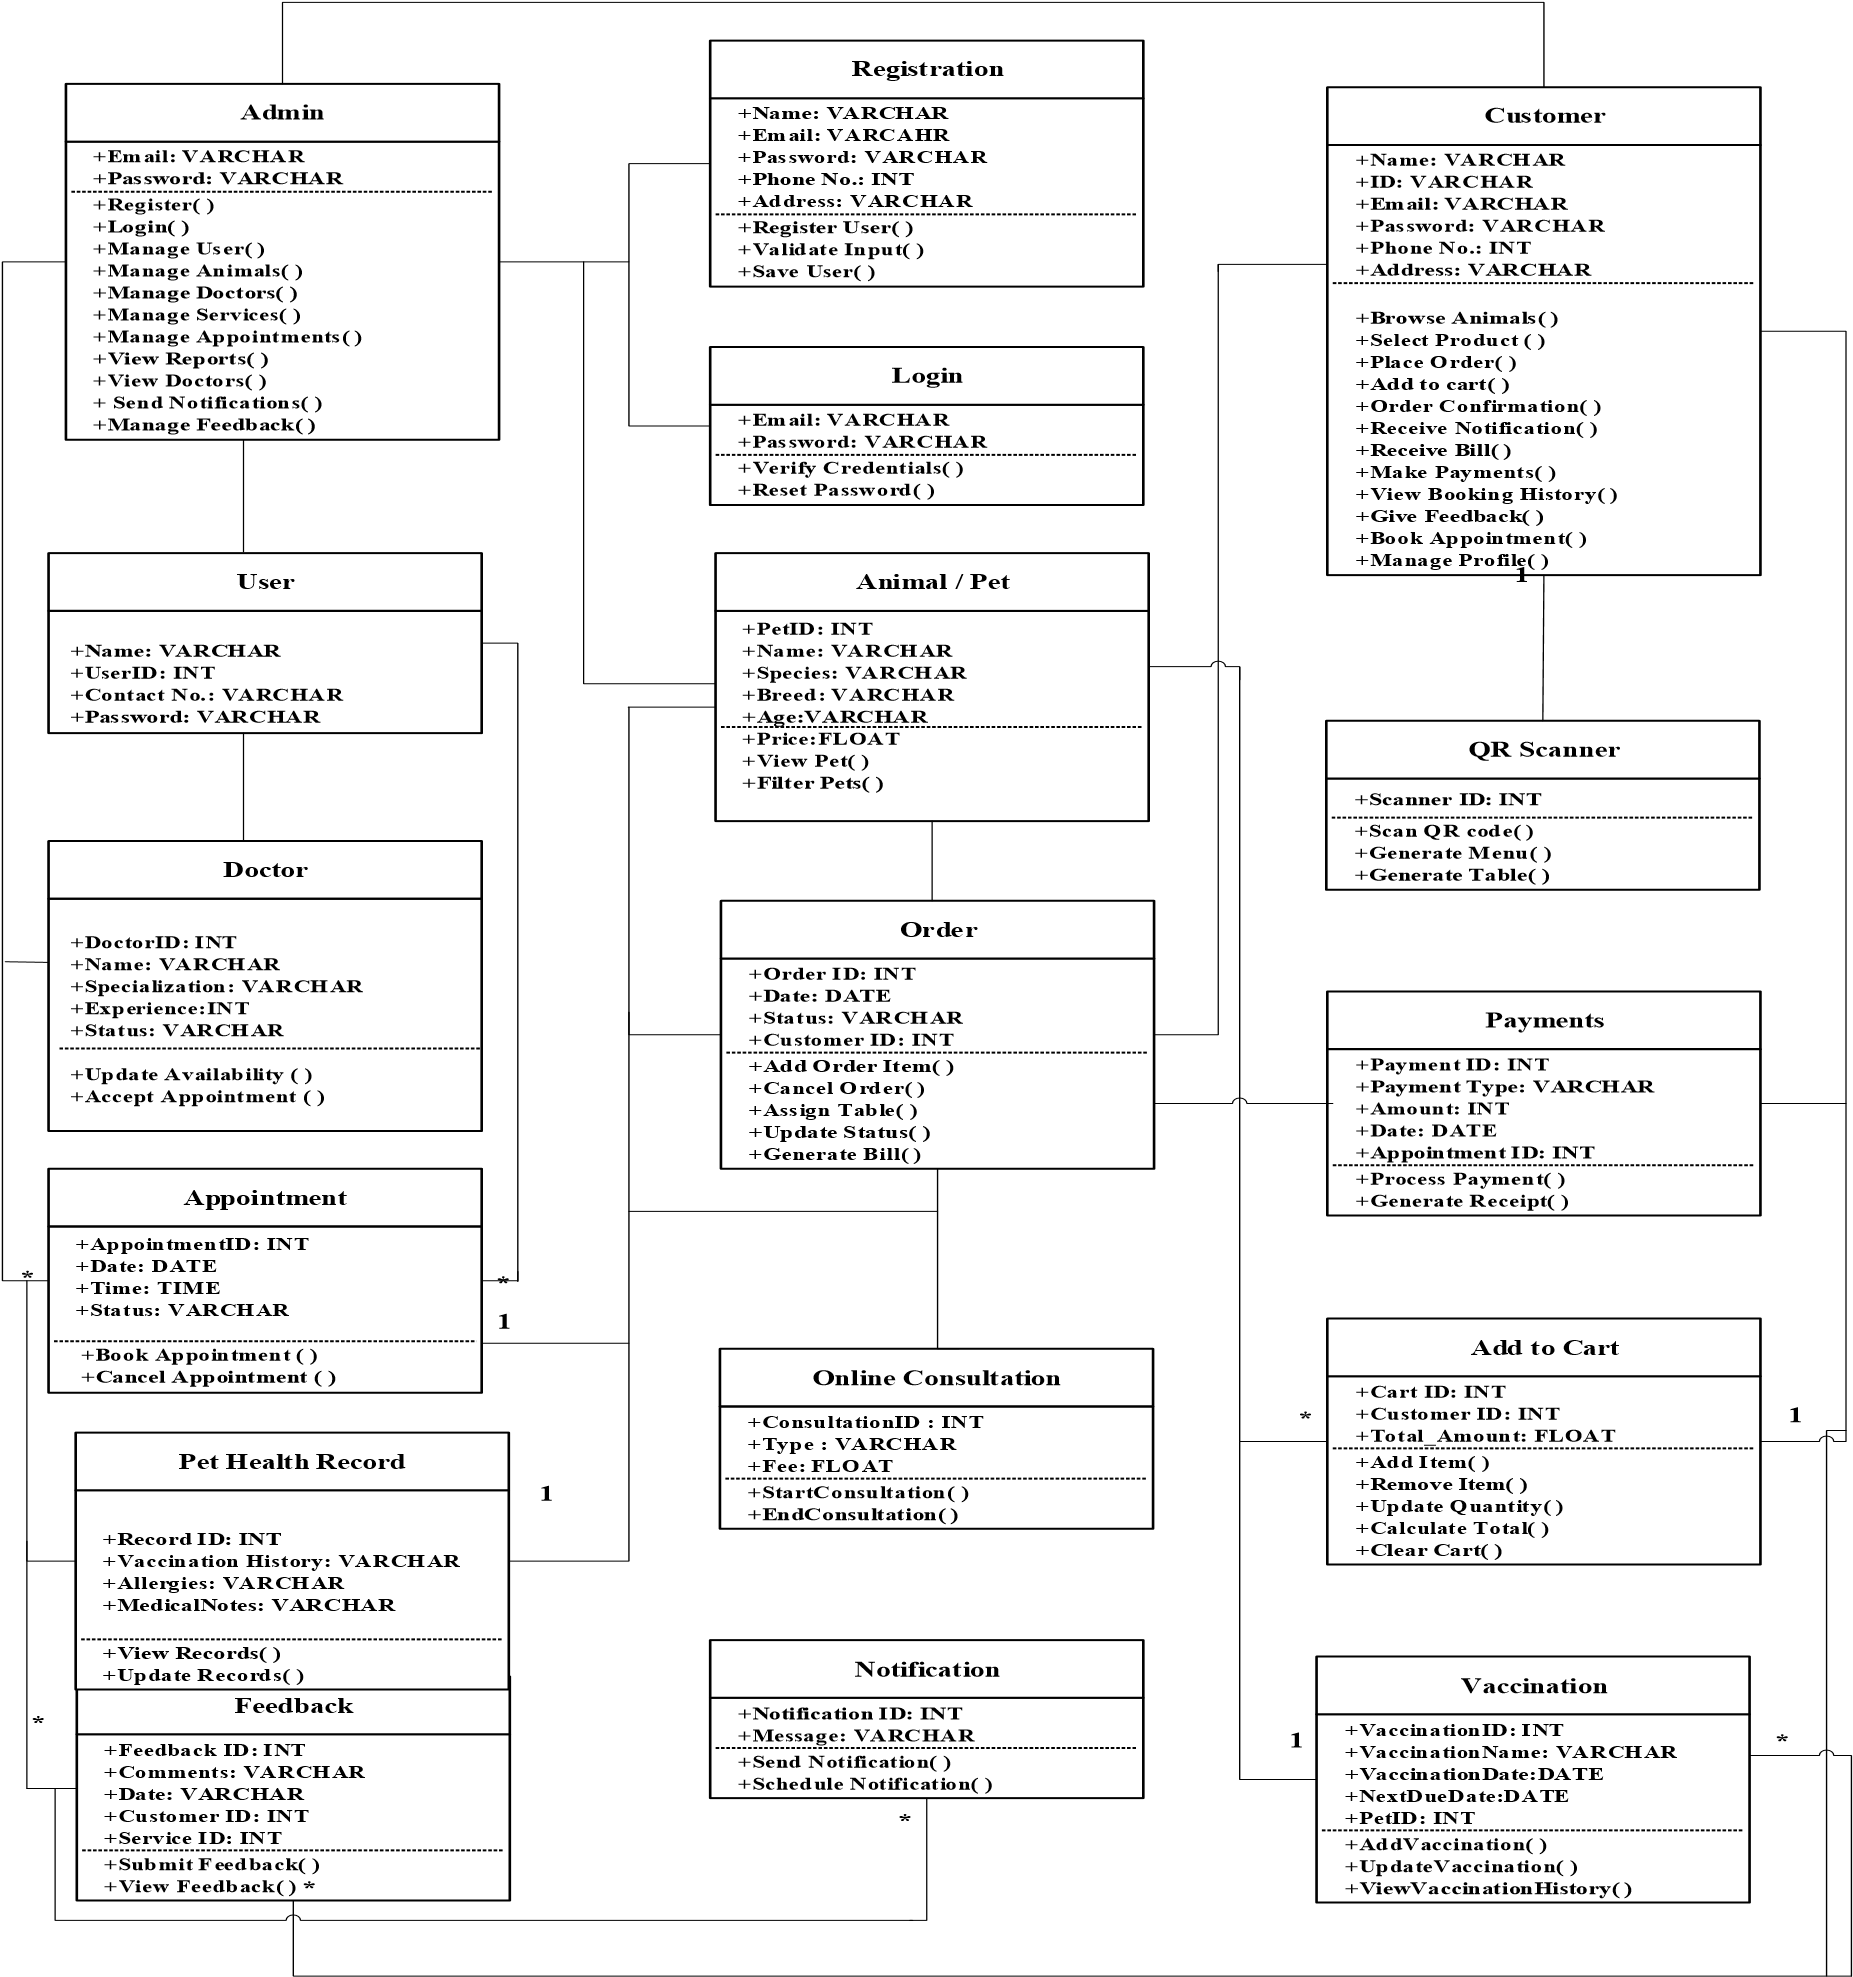 Admin
+Email: VARCHAR
+Password: VARCHAR
+Register( )
+Login( )
+Manage User( )
+Manage Animals( )
+Manage Doctors( )
+Manage Services( )
+Manage Appointments( )
+View Reports( )
+View Doctors( )
+ Send Notifications( )
+Manage Feedback( )
Registration
+Name: VARCHAR
+Email: VARCAHR
+Password: VARCHAR
+Phone No.: INT
+Address: VARCHAR
+Register User( )
+Validate Input( )
+Save User( )
Customer
+Name: VARCHAR
+ID: VARCHAR
+Email: VARCHAR
+Password: VARCHAR
+Phone No.: INT
+Address: VARCHAR
+Browse Animals( )
+Select Product ( )
+Place Order( )
+Add to cart( )
+Order Confirmation( )
+Receive Notification( )
+Receive Bill( )
+Make Payments( )
+View Booking History( )
+Give Feedback( )
+Book Appointment( )
+Manage Profile( )
1
Login
+Email: VARCHAR
+Password: VARCHAR
+Verify Credentials( )
+Reset Password( )
User
+Name: VARCHAR
+UserID: INT
+Contact No.: VARCHAR
+Password: VARCHAR
Animal / Pet
+PetID: INT
+Name: VARCHAR
+Species: VARCHAR
+Breed: VARCHAR
+Age:VARCHAR
+Price:FLOAT
+View Pet( )
+Filter Pets( )
QR Scanner
+Scanner ID: INT
+Scan QR code( )
+Generate Menu( )
+Generate Table( )
Doctor
+DoctorID: INT
+Name: VARCHAR
+Specialization: VARCHAR
+Experience:INT
+Status: VARCHAR
+Update Availability ( )
+Accept Appointment ( )
Order
+Order ID: INT
+Date: DATE
+Status: VARCHAR
+Customer ID: INT
+Add Order Item( )
+Cancel Order( )
+Assign Table( )
+Update Status( )
+Generate Bill( )
Payments
+Payment ID: INT
+Payment Type: VARCHAR
+Amount: INT
+Date: DATE
+Appointment ID: INT
+Process Payment( )
+Generate Receipt( )
Appointment
+AppointmentID: INT
+Date: DATE
+Time: TIME
+Status: VARCHAR
+Book Appointment ( )
+Cancel Appointment ( )
*
*
1
Online Consultation
+ConsultationID : INT
+Type : VARCHAR
+Fee: FLOAT
+StartConsultation( )
+EndConsultation( )
Add to Cart
+Cart ID: INT
+Customer ID: INT
+Total_Amount: FLOAT
+Add Item( )
+Remove Item( )
+Update Quantity( )
+Calculate Total( )
+Clear Cart( )
*
1
Pet Health Record
+Record ID: INT
+Vaccination History: VARCHAR
+Allergies: VARCHAR
+MedicalNotes: VARCHAR
+View Records( )
+Update Records( )
1
Feedback
+Feedback ID: INT
+Comments: VARCHAR
+Date: VARCHAR
+Customer ID: INT
+Service ID: INT
+Submit Feedback( )
+View Feedback( ) *
*
Notification
+Notification ID: INT
+Message: VARCHAR
+Send Notification( )
+Schedule Notification( )
*
Vaccination
+VaccinationID: INT
+VaccinationName: VARCHAR
+VaccinationDate:DATE
+NextDueDate:DATE
+PetID: INT
+AddVaccination( )
+UpdateVaccination( )
+ViewVaccinationHistory( )
1
*